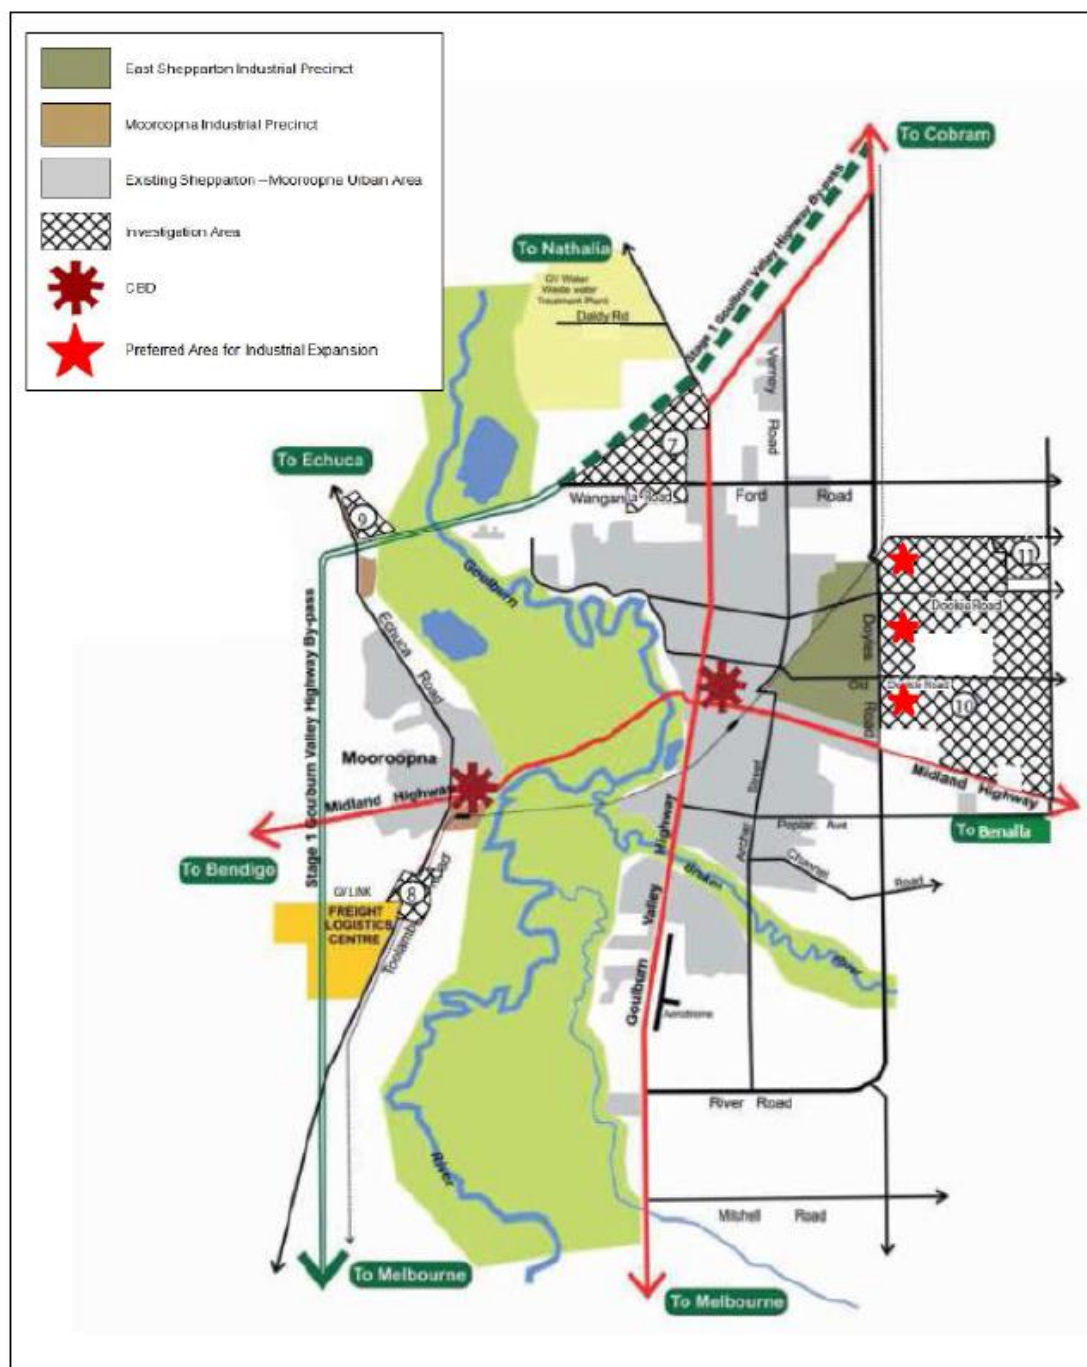 East Shepparton Industrial Precinct
Mooroopna Industrial Precinct
Existing Shepparton – Mooroopna Urban Area
Investigation Area
CBD
Preferred Area for Industrial Expansion
To Cobram
To Nathalia
GV Water
Waste water
Treatment Plant
Daldy Rd
Stage 1 Goulburn Valley Highway By-pass
Verney
Road
7
To Echuca
Wanganui Road
Ford
Road
9
11
Goulburn
Dookie Road
Doyles
Road
Old
Dookie Road
10
Echuca
Road
Stage 1 Goulburn Valley Highway By-pass
Mooroopna
Midland Highway
Midland Highway
To Benalla
To Bendigo
Archer
Street
Poplar Ave
Channel
Road
Broken
River
8
GV LINK
FREIGHT
LOGISTICS
CENTRE
Toolamba
Road
Goulburn
Valley
Highway
Aerodrome
River Road
River
Mitchell Road
To Melbourne
To Melbourne